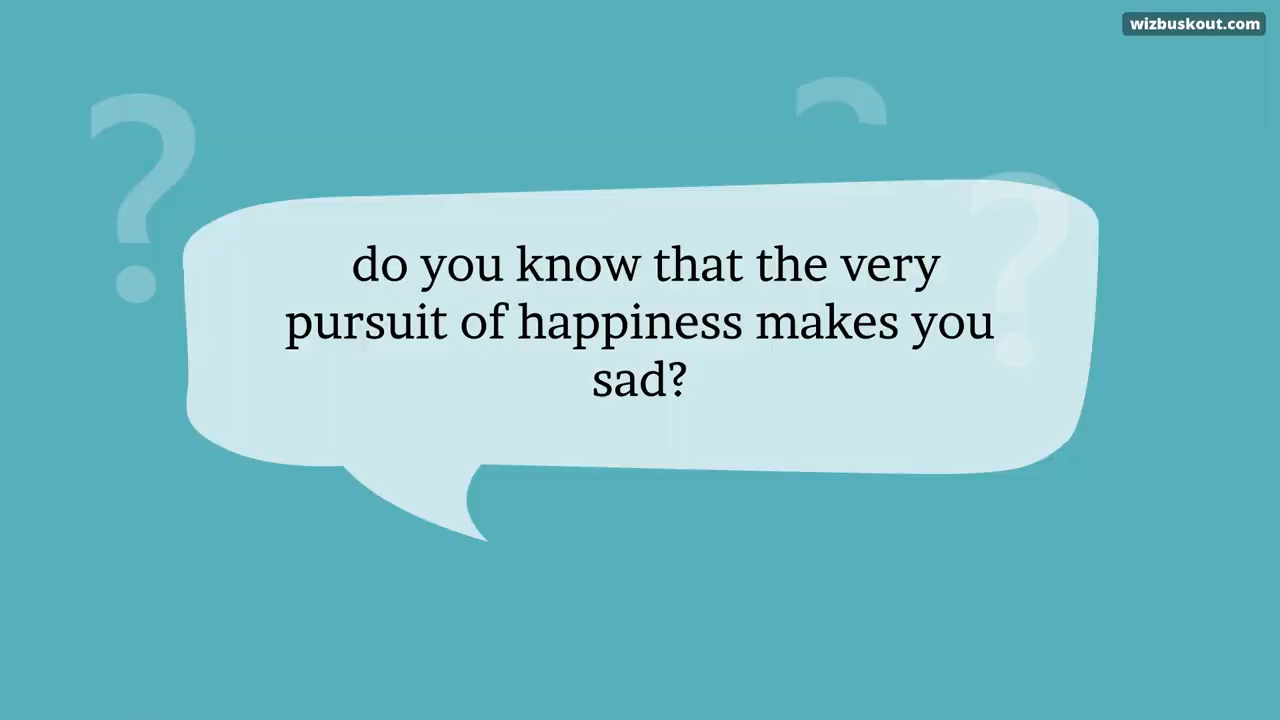 wizbuskout.com
do you know that the very
pursuit of happiness makes you
sad?